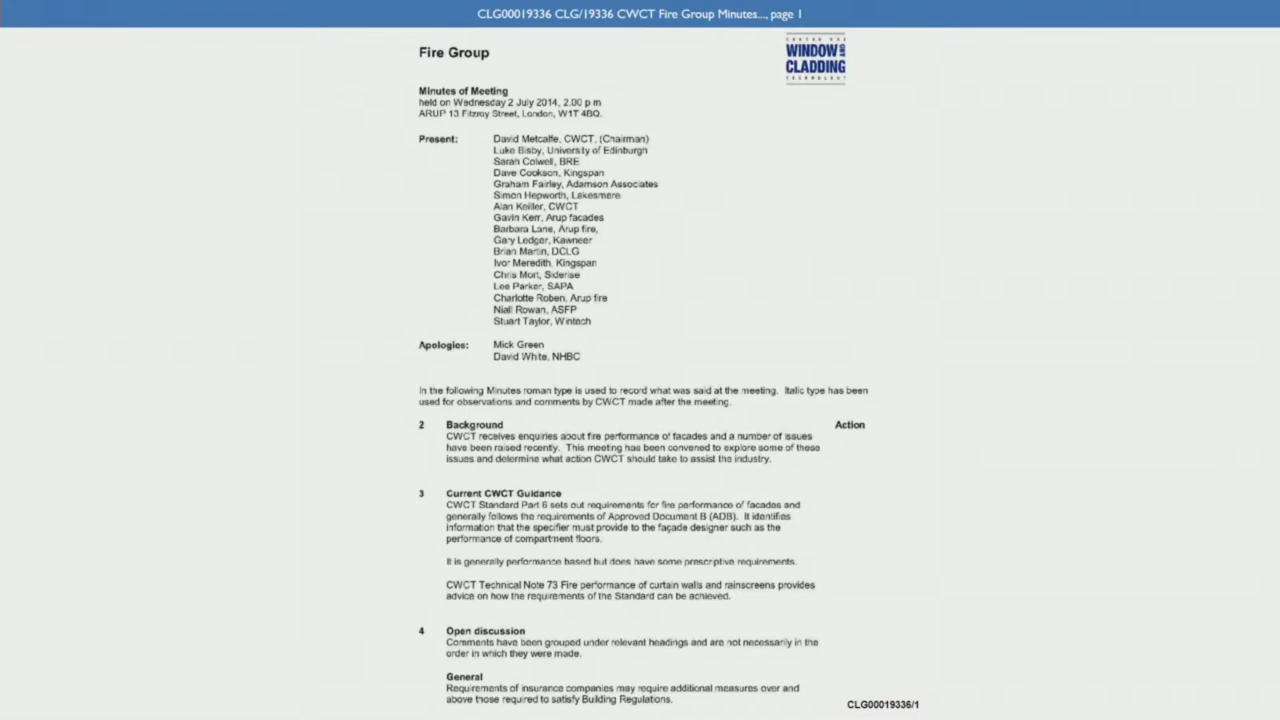 CLG00019336 CLG/19336 CWCT Fire Group Minutes..., page 1
Fire Group
WINDOW AND
CLADDING
Minutes of Meeting
held on Wednesday 2 July 2014, 2.00 p m
ARUP 13 Fitzroy Street, London, W1T 4BQ.
Present: David Metcalfe, CWCT, (Chairman)
Luke Bisby, University of Edinburgh
Sarah Colwell, BRE
Dave Cookson, Kingspan
Graham Fairley, Adamson Associates
Simon Hepworth, Lakesmere
Alan Keiller, CWCT
Gavin Kerr, Arup facades
Barbara Lane, Arup fire,
Gary Ledger, Kawneer
Brian Martin, DCLG
Ivor Meredith, Kingspan
Chris Mort, Siderise
Lee Parker, SAPA
Charlotte Roben, Arup fire
Niall Rowan, ASFP
Stuart Taylor, Wintech
Apologies: Mick Green
David White, NHBC
In the following Minutes roman type is used to record what was said at the meeting. Italic type has been
used for observations and comments by CWCT made after the meeting.
2 Background Action
CWCT receives enquiries about fire performance of facades and a number of issues
have been raised recently. This meeting has been convened to explore some of these
issues and determine what action CWCT should take to assist the industry.
3 Current CWCT Guidance
CWCT Standard Part 6 sets out requirements for fire performance of facades and
generally follows the requirements of Approved Document B (ADB). It identifies
information that the specifier must provide to the façade designer such as the
performance of compartment floors.
It is generally performance based but does have some prescriptive requirements.
CWCT Technical Note 73 Fire performance of curtain walls and rainscreens provides
advice on how the requirements of the Standard can be achieved.
4 Open discussion
Comments have been grouped under relevant headings and are not necessarily in the
order in which they were made.
General
Requirements of insurance companies may require additional measures over and
above those required to satisfy Building Regulations.
CLG00019336/1